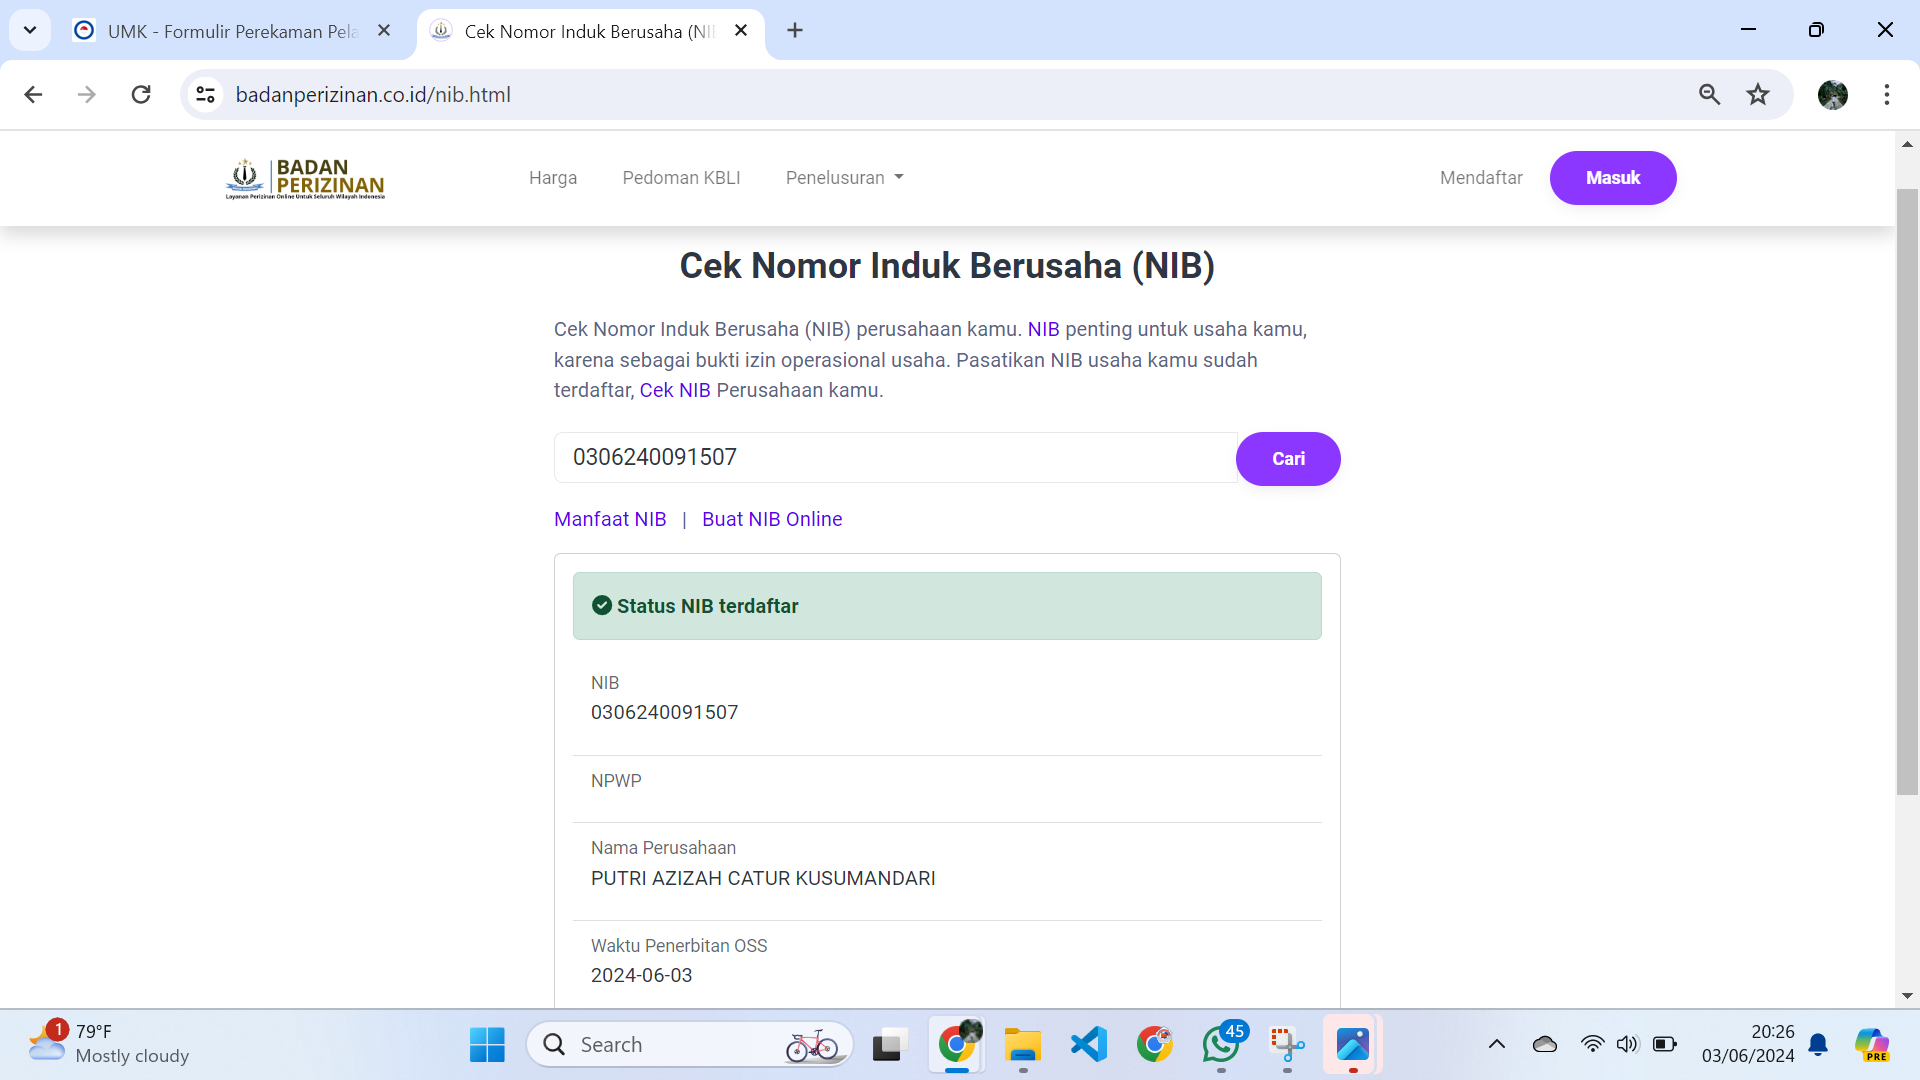 UMK - Formulir Perekaman Pela
Cek Nomor Induk Berusaha (NI
badanperizinan.co.id/nib.html
BADAN
PERIZINAN
Layanan Perizinan Online Untuk Seluruh Wilayah Indonesia
Harga
Pedoman KBLI
Penelusuran
Mendaftar
Masuk
Cek Nomor Induk Berusaha (NIB)
Cek Nomor Induk Berusaha (NIB) perusahaan kamu. NIB penting untuk usaha kamu,
karena sebagai bukti izin operasional usaha. Pasatikan NIB usaha kamu sudah
terdaftar, Cek NIB Perusahaan kamu.
0306240091507
Cari
Manfaat NIB | Buat NIB Online
Status NIB terdaftar
NIB
0306240091507
NPWP
Nama Perusahaan
PUTRI AZIZAH CATUR KUSUMANDARI
Waktu Penerbitan OSS
2024-06-03
1
79°F
Mostly cloudy
Search
45
20:26
03/06/2024
PRE